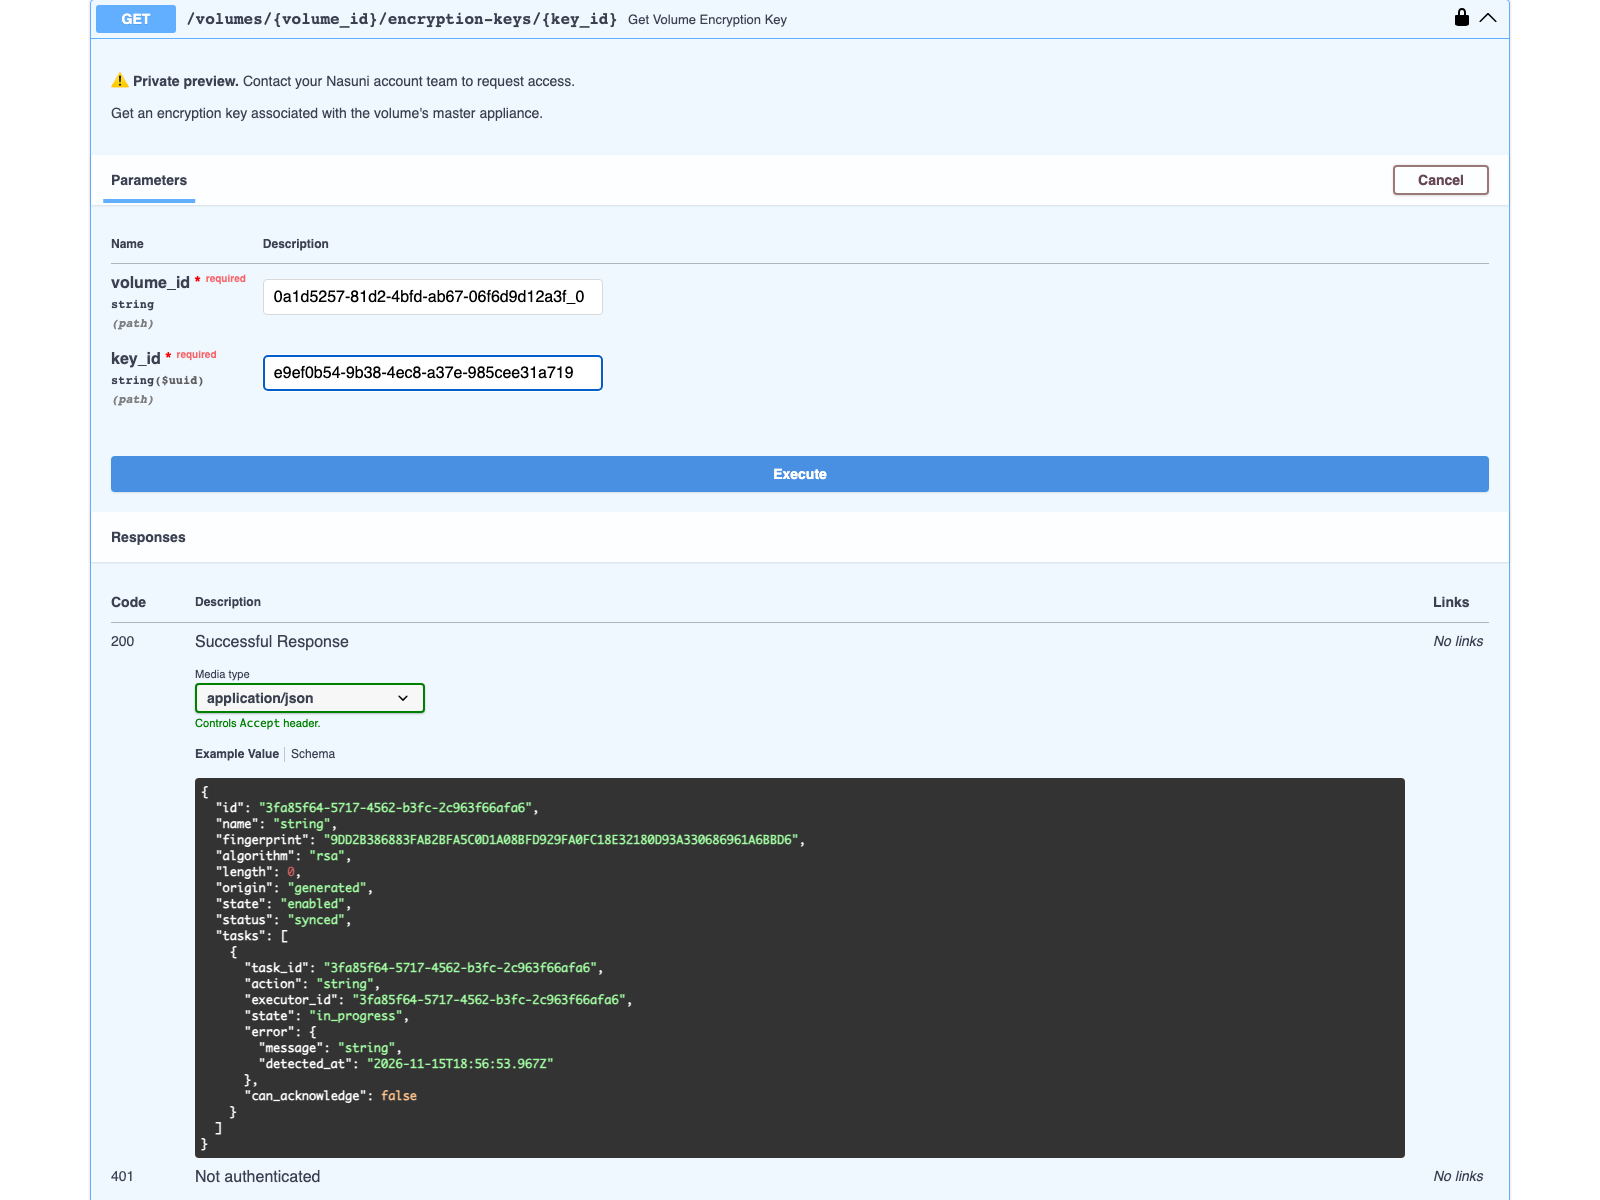 GET /volumes/{volume_id}/encryption-keys/{key_id} Get Volume Encryption Key
Private preview. Contact your Nasuni account team to request access.
Get an encryption key associated with the volume's master appliance.
Parameters
Cancel
Name Description
volume_id * required
string
(path)
0a1d5257-81d2-4bfd-ab67-06f6d9d12a3f_0
key_id * required
string($uuid)
(path)
e9ef0b54-9b38-4ec8-a37e-985cee31a719
Execute
Responses
Code Description Links
200 Successful Response No links
Media type
application/json
Controls Accept header.
Example Value Schema
{
"id": "3fa85f64-5717-4562-b3fc-2c963f66afa6",
"name": "string",
"fingerprint": "9DD2B386883FAB2BFA5C0D1A08BFD929FA0FC18E32180D93A330686961A6BBD6",
"algorithm": "rsa",
"length": 0,
"origin": "generated",
"state": "enabled",
"status": "synced",
"tasks": [
{
"task_id": "3fa85f64-5717-4562-b3fc-2c963f66afa6",
"action": "string",
"executor_id": "3fa85f64-5717-4562-b3fc-2c963f66afa6",
"state": "in_progress",
"error": {
"message": "string",
"detected_at": "2026-11-15T18:56:53.967Z"
},
"can_acknowledge": false
}
]
}
401 Not authenticated No links